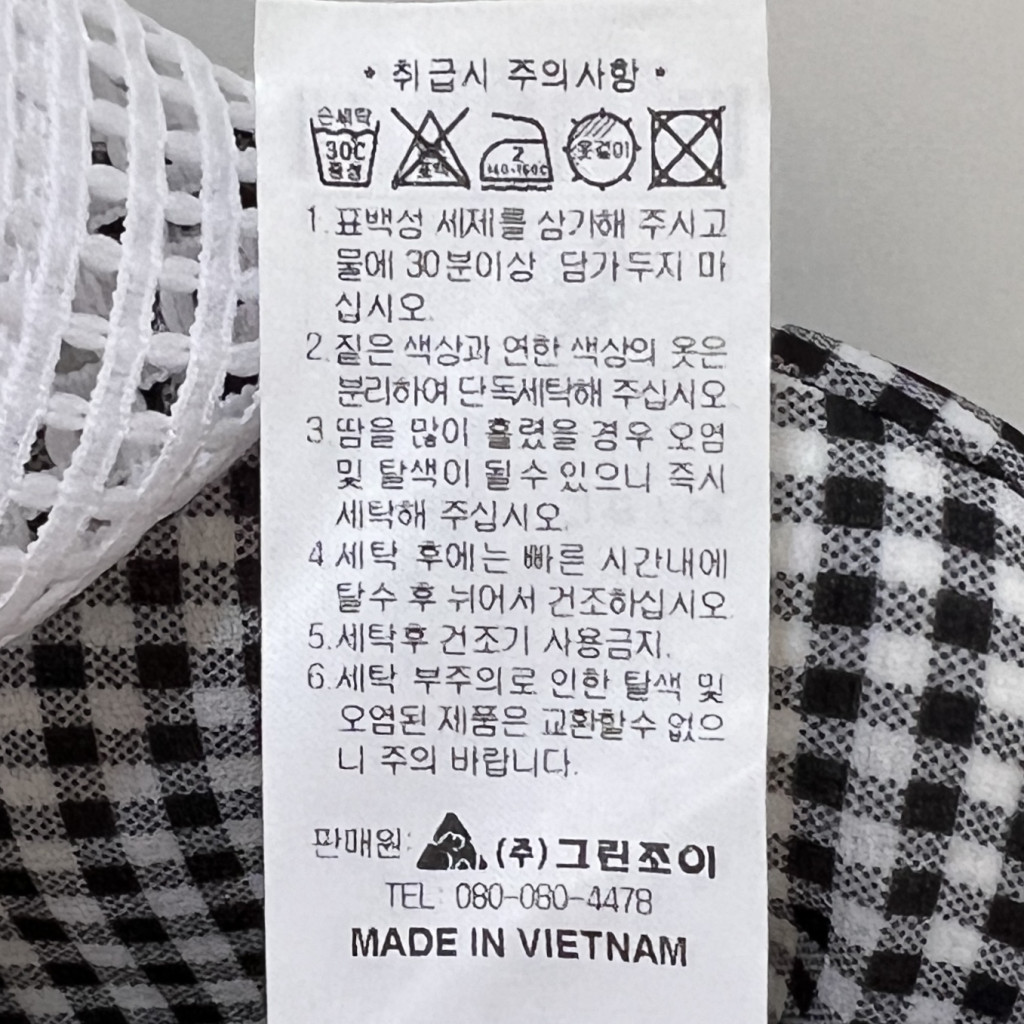 • 취급시 주의사항 •
손세탁
30C
중성
표백
2
140-160C
옷걸이
1. 표백성 세제를 삼가해 주시고
물에 30분이상 담가두지 마
십시오.
2. 짙은 색상과 연한 색상의 옷은
분리하여 단독세탁해 주십시오
3. 땀을 많이 흘렸을 경우 오염
및 탈색이 될 수 있으니 즉시
세탁해 주십시오.
4 세탁 후에는 빠른 시간내에
탈수 후 뉘어서 건조하십시오.
5. 세탁후 건조기 사용금지.
6. 세탁 부주의로 인한 탈색 및
오염된 제품은 교환할수 없으
니 주의 바랍니다.
판매원: (주)그린조이
TEL: 080-080-4478
MADE IN VIETNAM